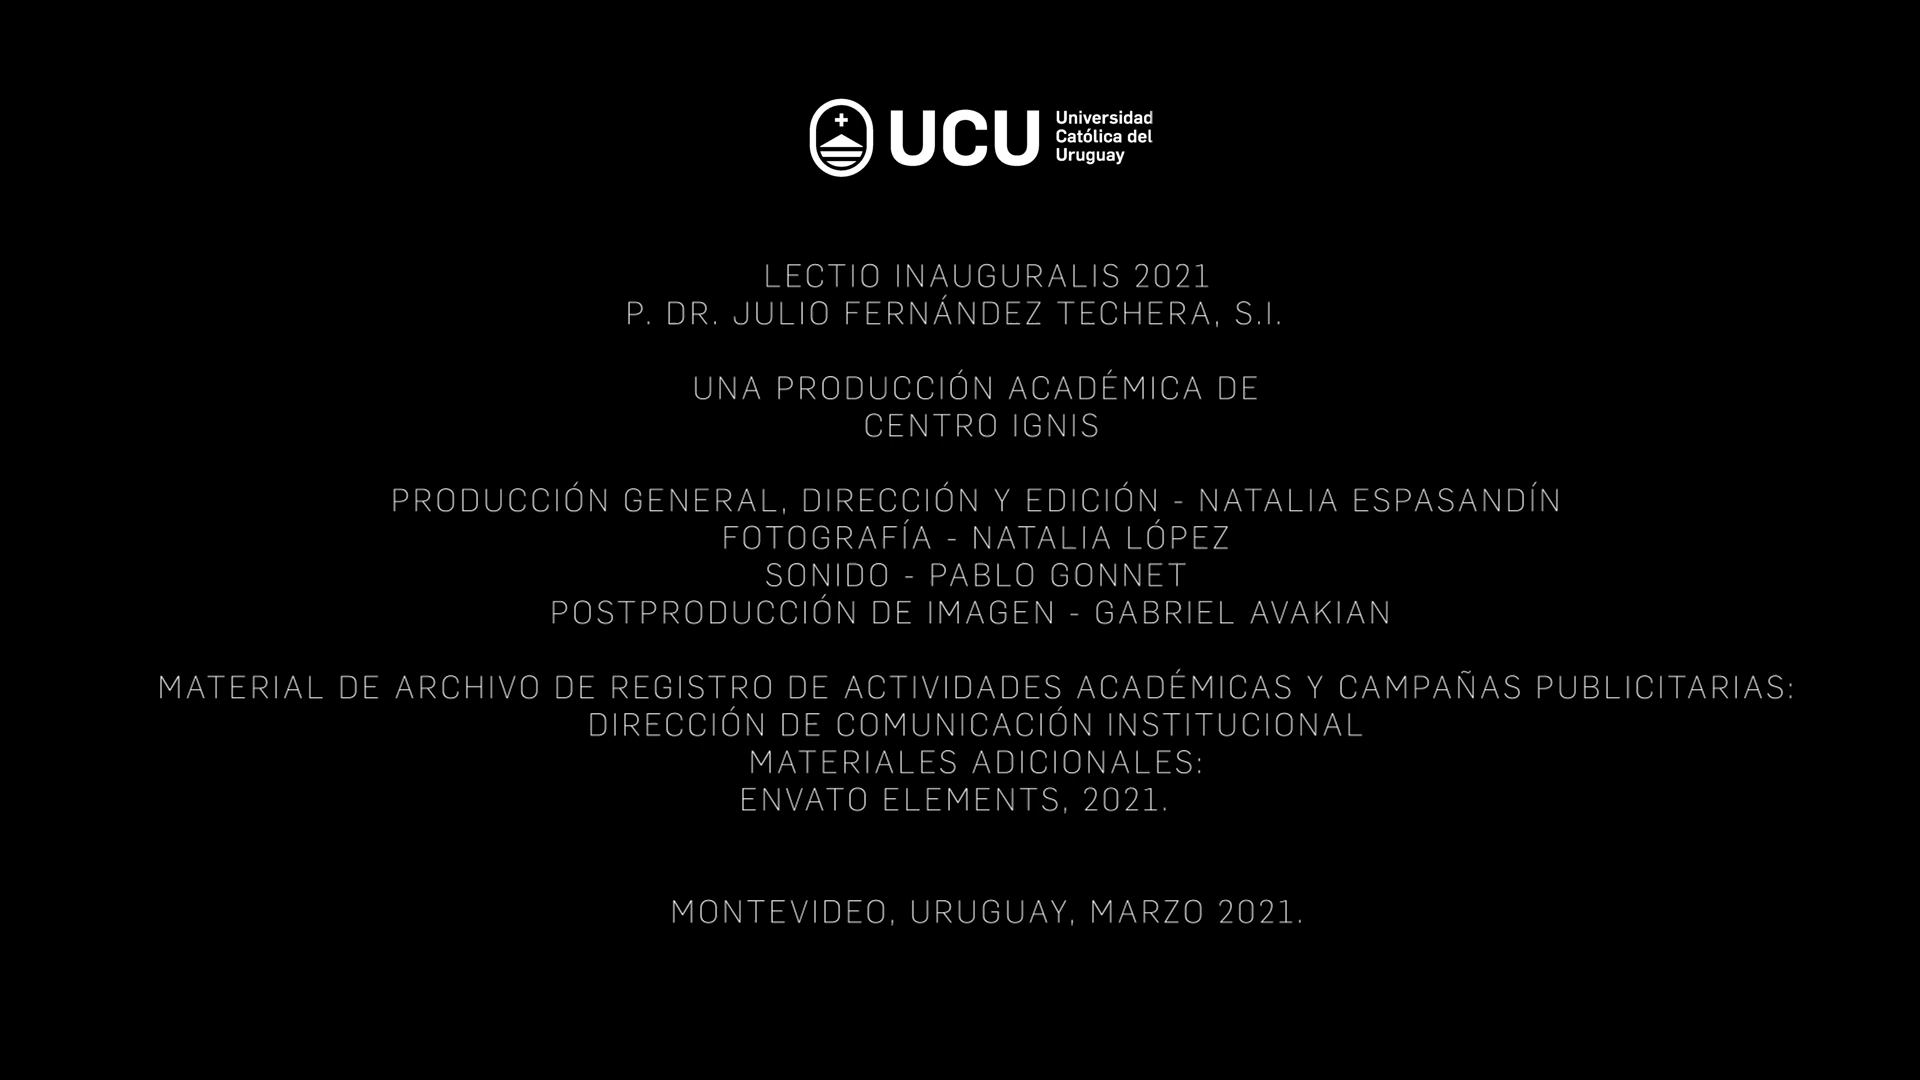 UCU
Universidad
Católica del
Uruguay
LECTIO INAUGURALIS 2021
P. DR. JULIO FERNÁNDEZ TECHERA, S.I.
UNA PRODUCCIÓN ACADÉMICA DE
CENTRO IGNIS
PRODUCCIÓN GENERAL, DIRECCIÓN Y EDICIÓN - NATALIA ESPASANDÍN
FOTOGRAFÍA - NATALIA LÓPEZ
SONIDO - PABLO GONNET
POSTPRODUCCIÓN DE IMAGEN - GABRIEL AVAKIAN
MATERIAL DE ARCHIVO DE REGISTRO DE ACTIVIDADES ACADÉMICAS Y CAMPAÑAS PUBLICITARIAS:
DIRECCIÓN DE COMUNICACIÓN INSTITUCIONAL
MATERIALES ADICIONALES:
ENVATO ELEMENTS, 2021.
MONTEVIDEO, URUGUAY, MARZO 2021.